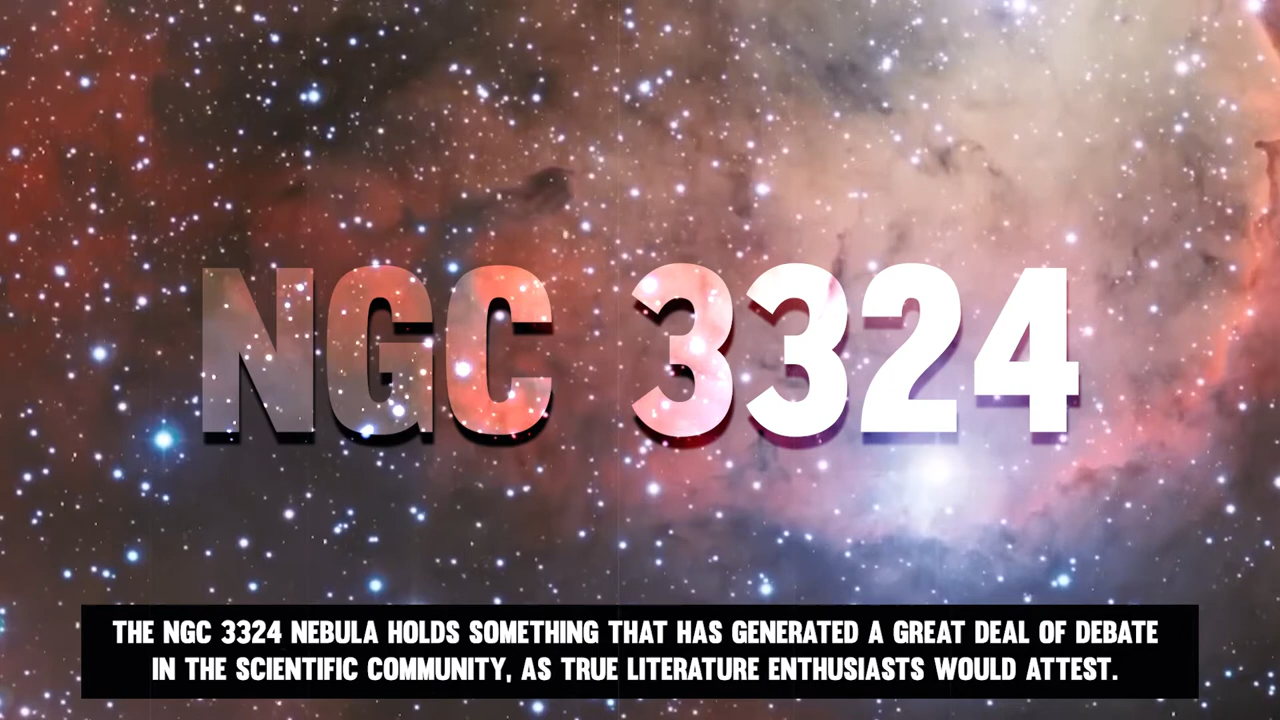 NGC 3324
THE NGC 3324 NEBULA HOLDS SOMETHING THAT HAS GENERATED A GREAT DEAL OF DEBATE
IN THE SCIENTIFIC COMMUNITY, AS TRUE LITERATURE ENTHUSIASTS WOULD ATTEST.